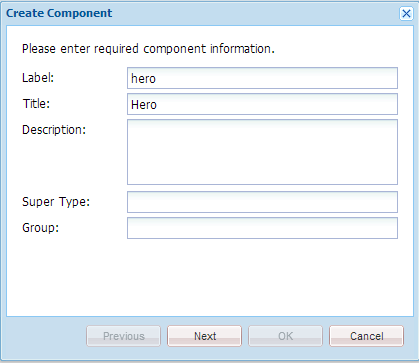 Create Component
Please enter required component information.
Label: hero
Title: Hero
Description:
Super Type:
Group:
Previous Next OK Cancel